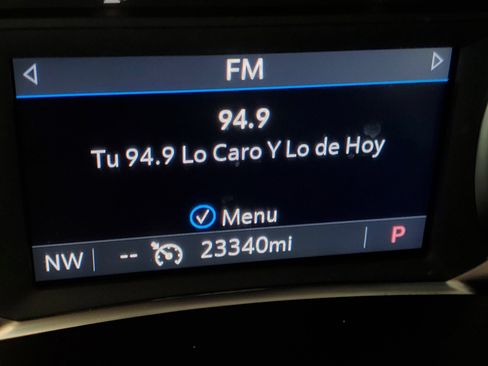 FM
94.9
Tu 94.9 Lo Caro Y Lo de Hoy
Menu
NW -- 23340mi P